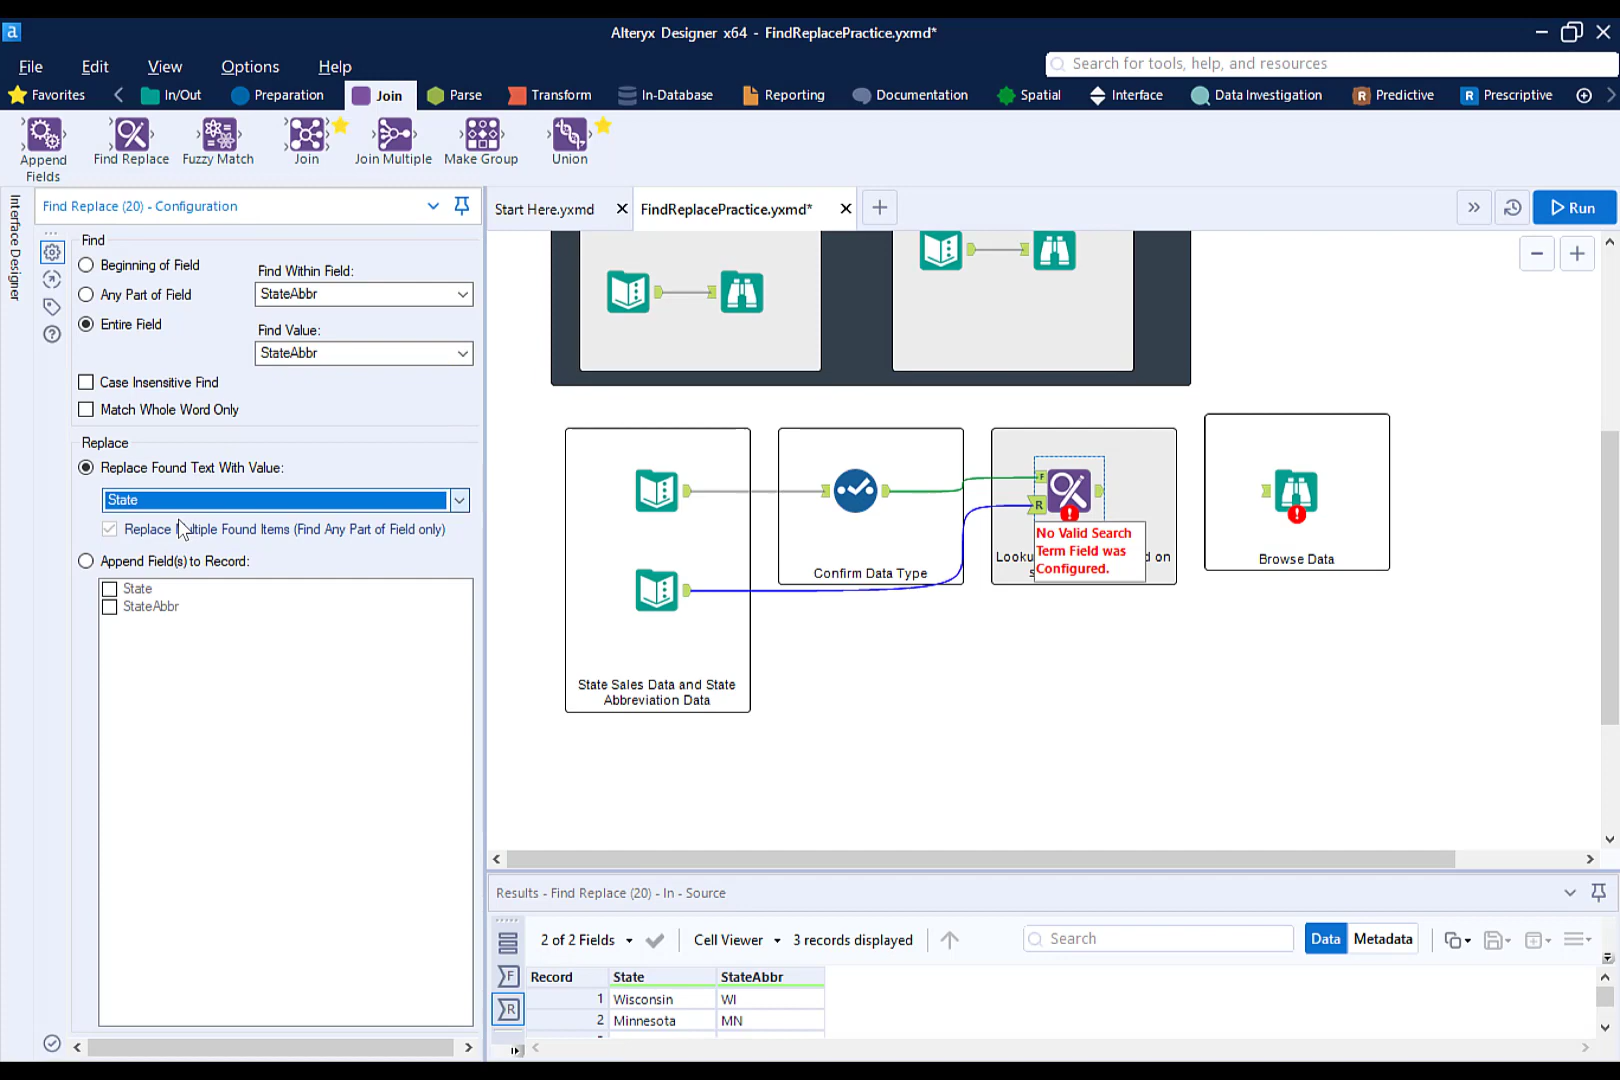 a
Alteryx Designer x64 - FindReplacePractice.yxmd*
File Edit View Options Help
Search for tools, help, and resources
Favorites In/Out Preparation Join Parse Transform In-Database Reporting Documentation Spatial Interface Data Investigation R Predictive R Prescriptive
Append Fields
Find Replace
Fuzzy Match
Join
Join Multiple
Make Group
Union
Interface Designer
Find Replace (20) - Configuration
Start Here.yxmd
FindReplacePractice.yxmd*
Run
Find
Beginning of Field
Any Part of Field
Entire Field
Find Within Field:
StateAbbr
Find Value:
StateAbbr
Case Insensitive Find
Match Whole Word Only
Replace
Replace Found Text With Value:
State
Replace Multiple Found Items (Find Any Part of Field only)
Append Field(s) to Record:
State
StateAbbr
State Sales Data and State
Abbreviation Data
Confirm Data Type
F
R
No Valid Search
Term Field was
Configured.
d on
Browse Data
Results - Find Replace (20) - In - Source
2 of 2 Fields
Cell Viewer
3 records displayed
Search
Data
Metadata
F
R
Record State StateAbbr
1 Wisconsin WI
2 Minnesota MN